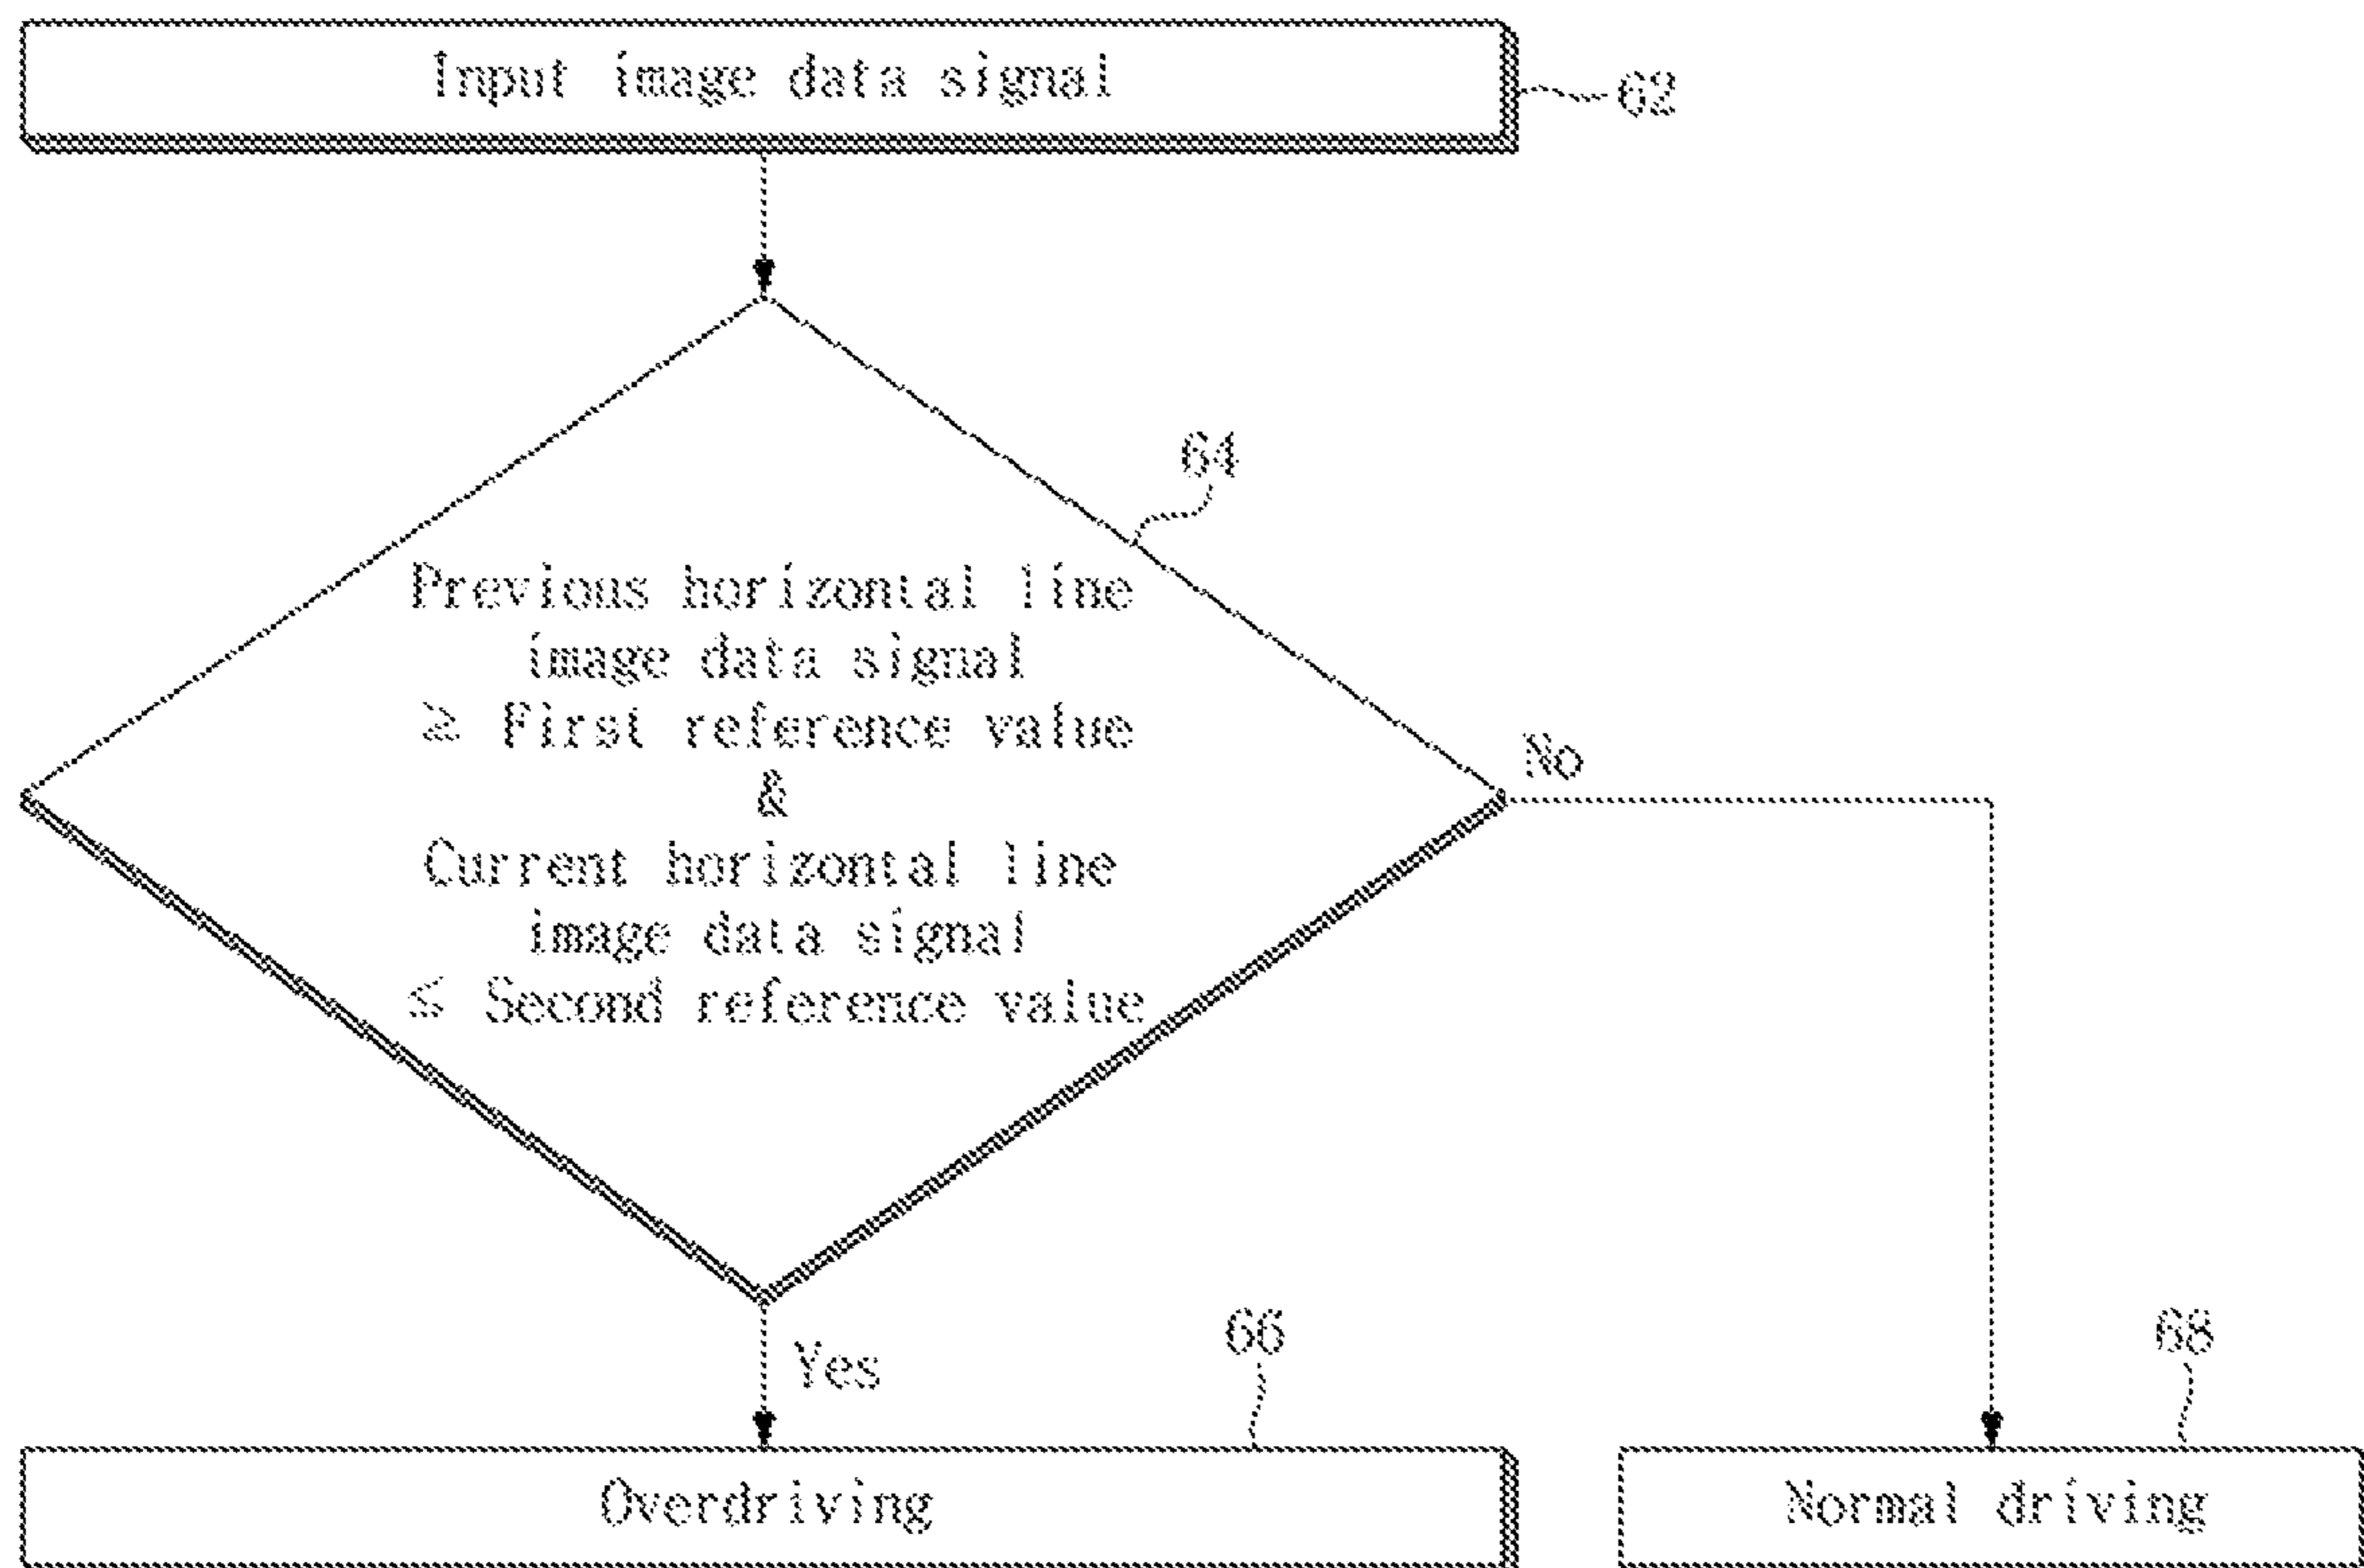 Input image data signal
62
64
Previous horizontal line
image data signal
≥ First reference value
&
Current horizontal line
image data signal
≤ Second reference value
No
Yes
66
68
Overdriving
Normal driving